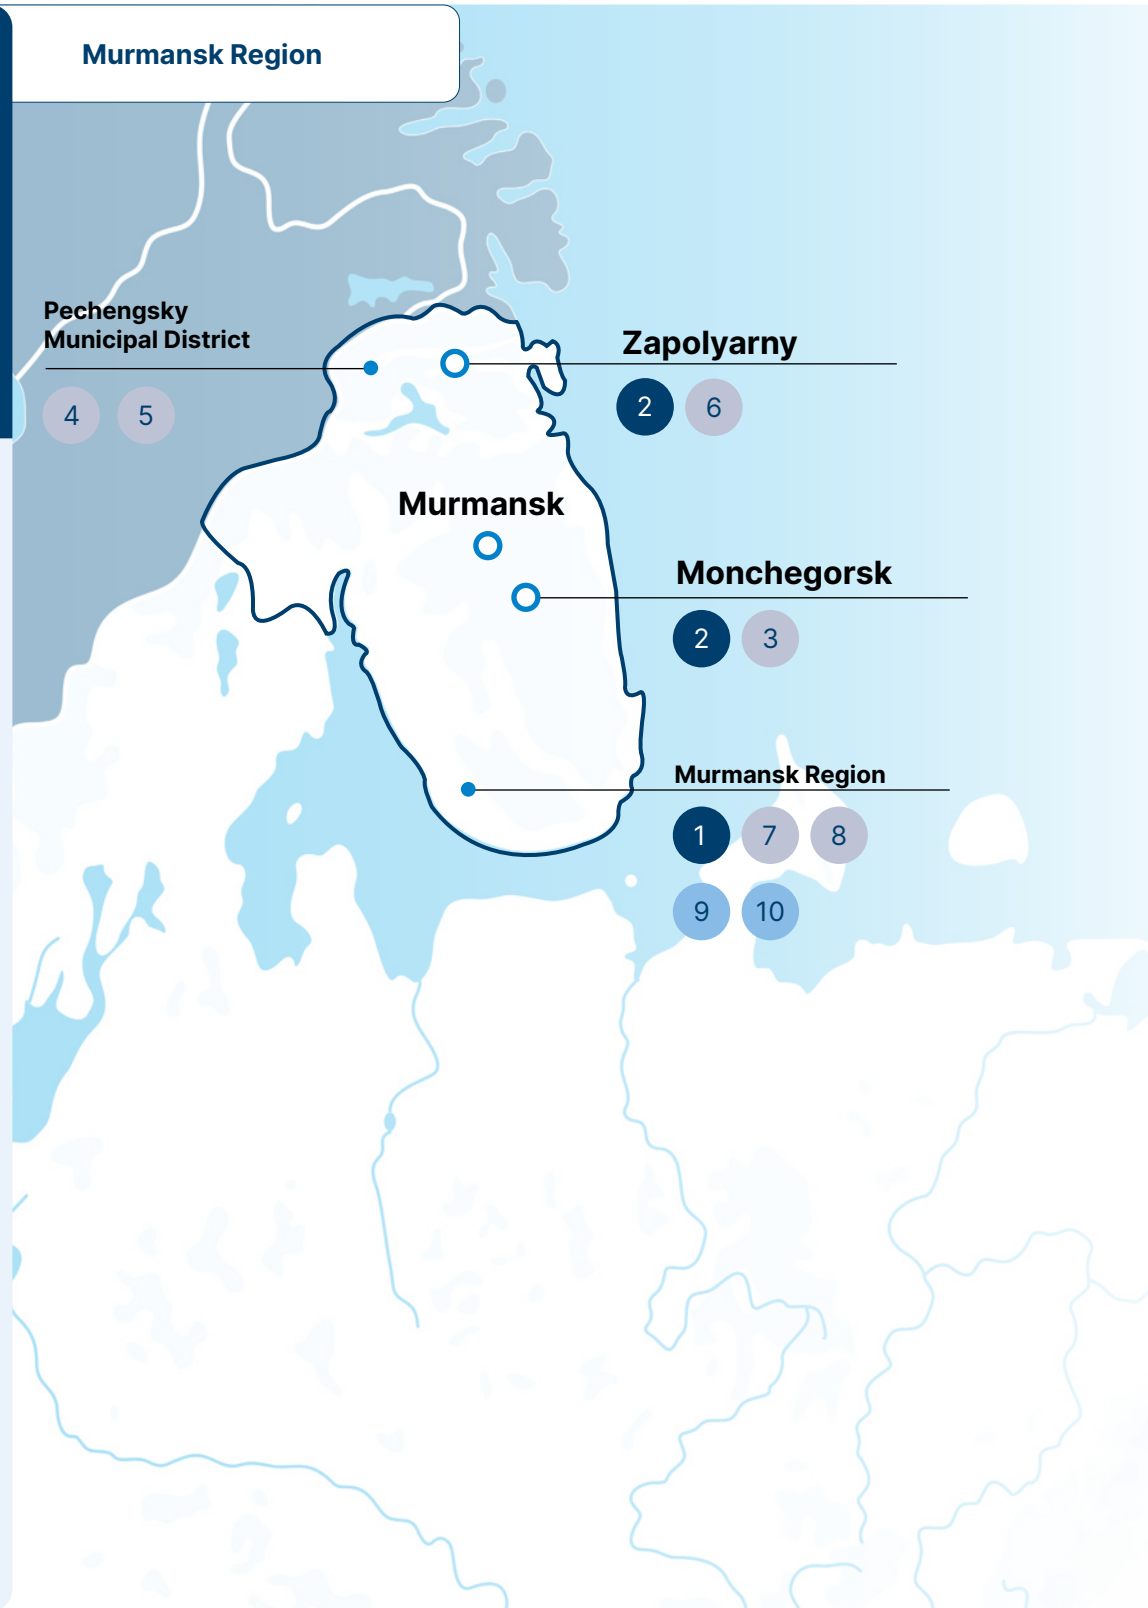 Murmansk Region
Pechengsky
Municipal District
4 5
Zapolyarny
2 6
Murmansk
Monchegorsk
2 3
Murmansk Region
1 7 8
9 10